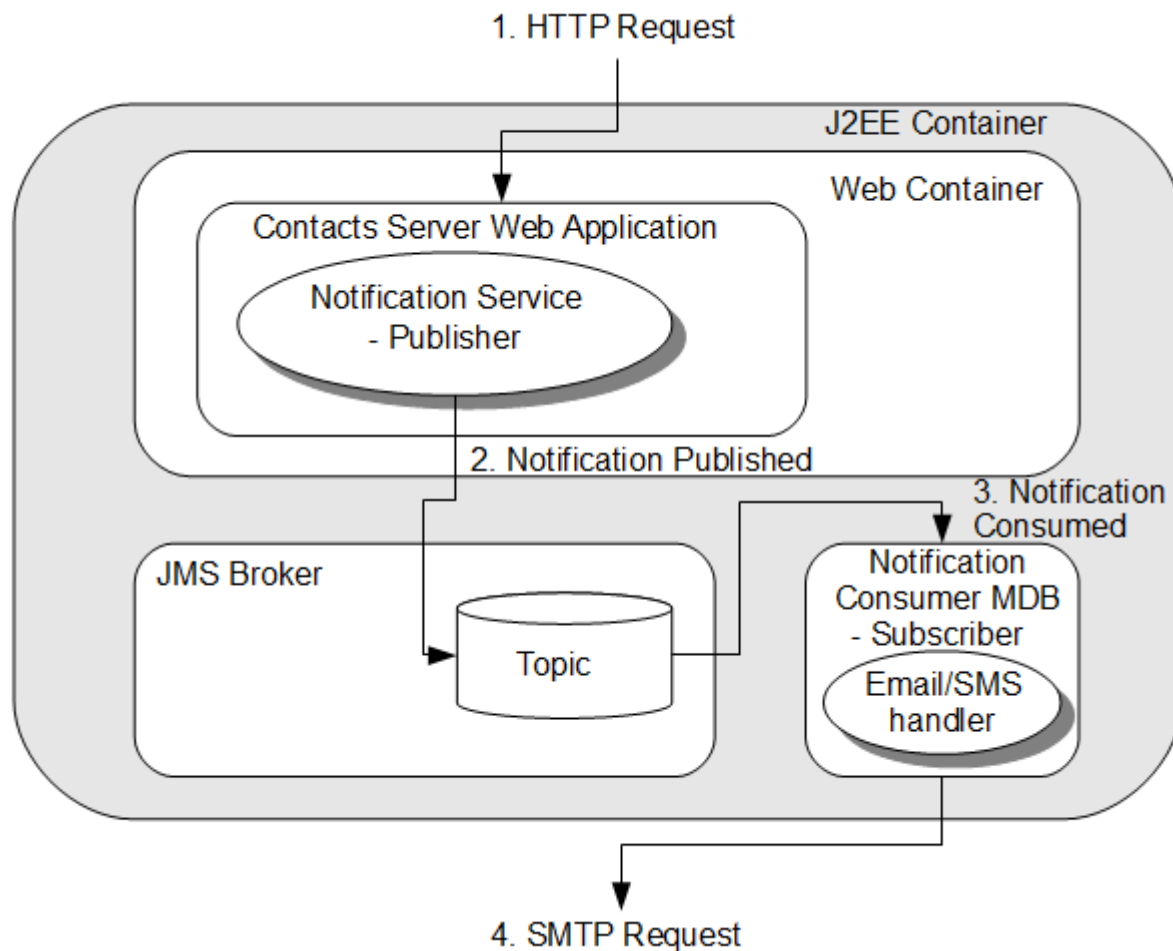 1. HTTP Request
J2EE Container
Web Container
Contacts Server Web Application
Notification Service
- Publisher
2. Notification Published
3. Notification
Consumed
JMS Broker
Topic
Notification
Consumer MDB
- Subscriber
Email/SMS
handler
4. SMTP Request